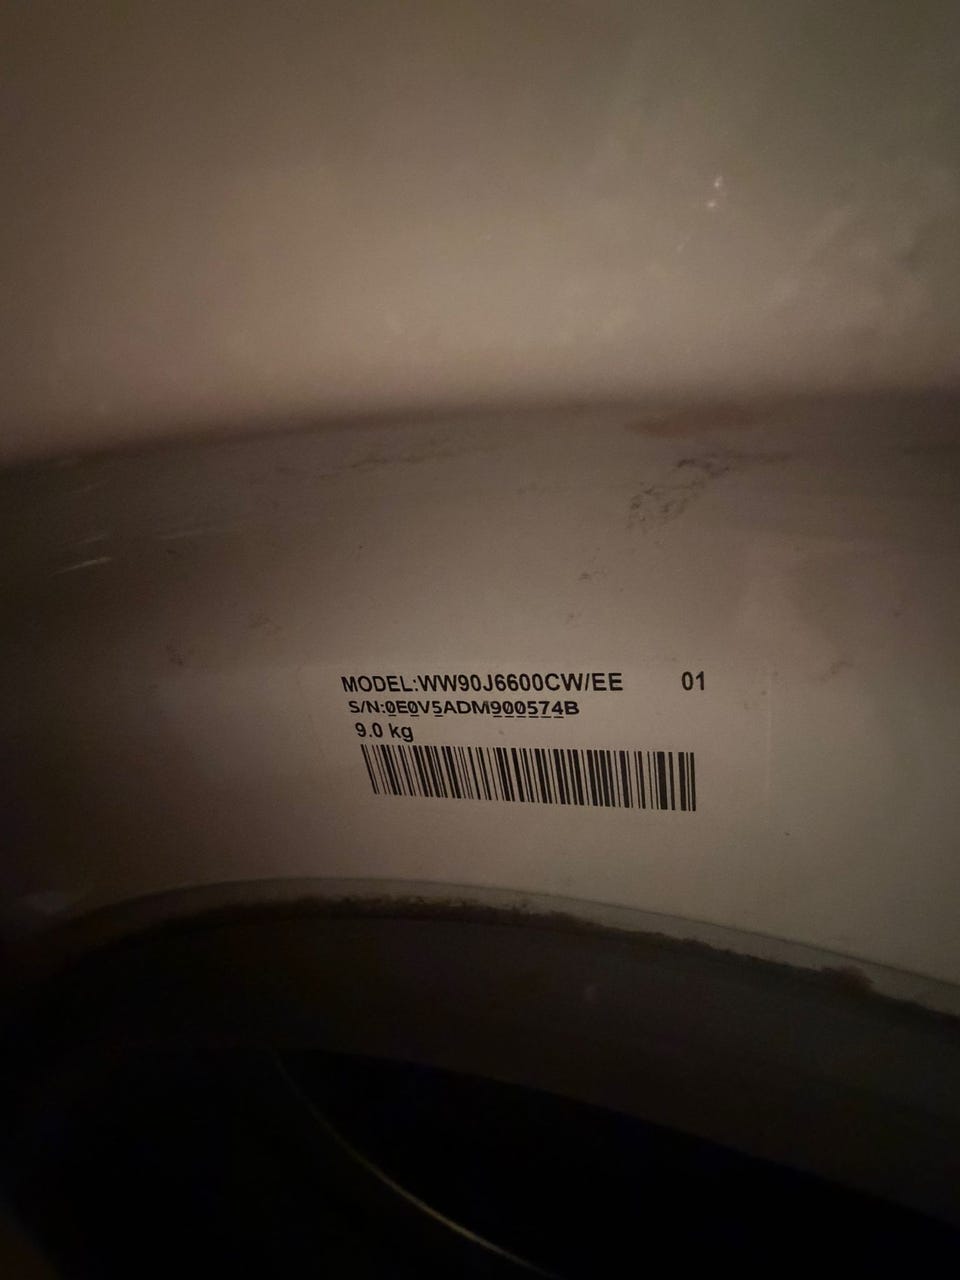 MODEL:WW90J6600CW/EE 01
S/N:0E0V5ADM900574B
9.0 kg